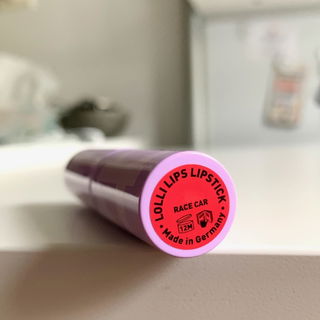 LOLLI LIPS LIPSTICK
RACE CAR
12M
• Made in Germany •